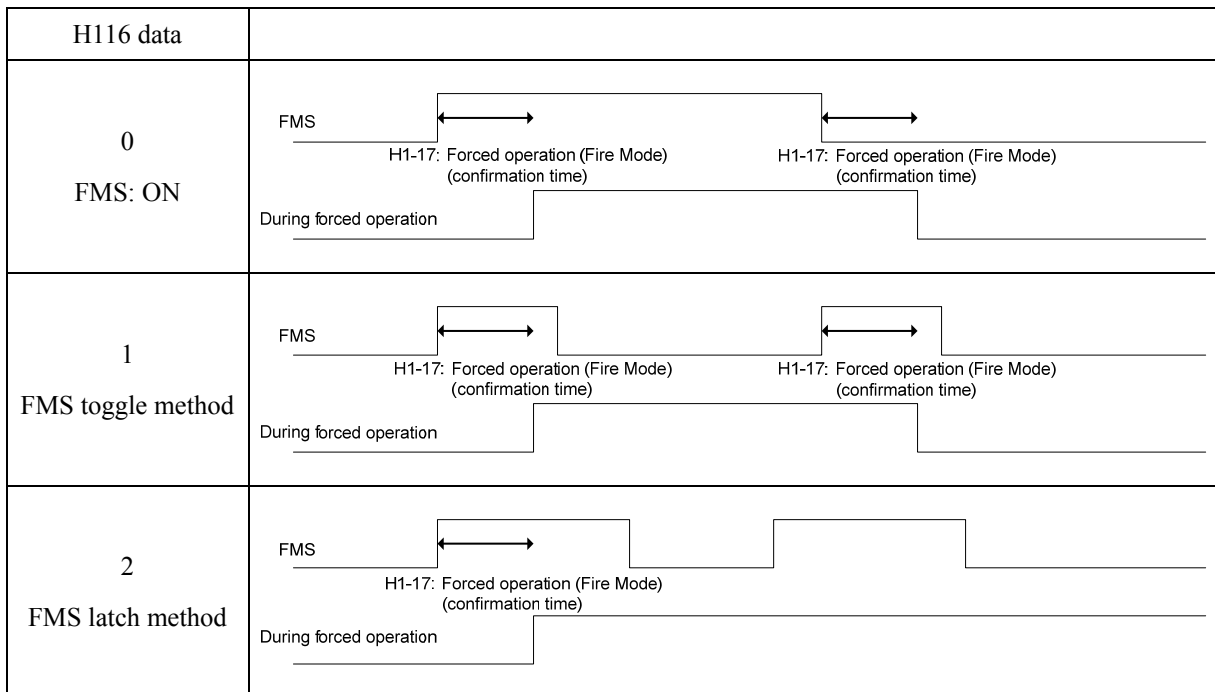 H116 data
0
FMS: ON
FMS
H1-17: Forced operation (Fire Mode)
(confirmation time)
H1-17: Forced operation (Fire Mode)
(confirmation time)
During forced operation
1
FMS toggle method
FMS
H1-17: Forced operation (Fire Mode)
(confirmation time)
H1-17: Forced operation (Fire Mode)
(confirmation time)
During forced operation
2
FMS latch method
FMS
H1-17: Forced operation (Fire Mode)
(confirmation time)
During forced operation